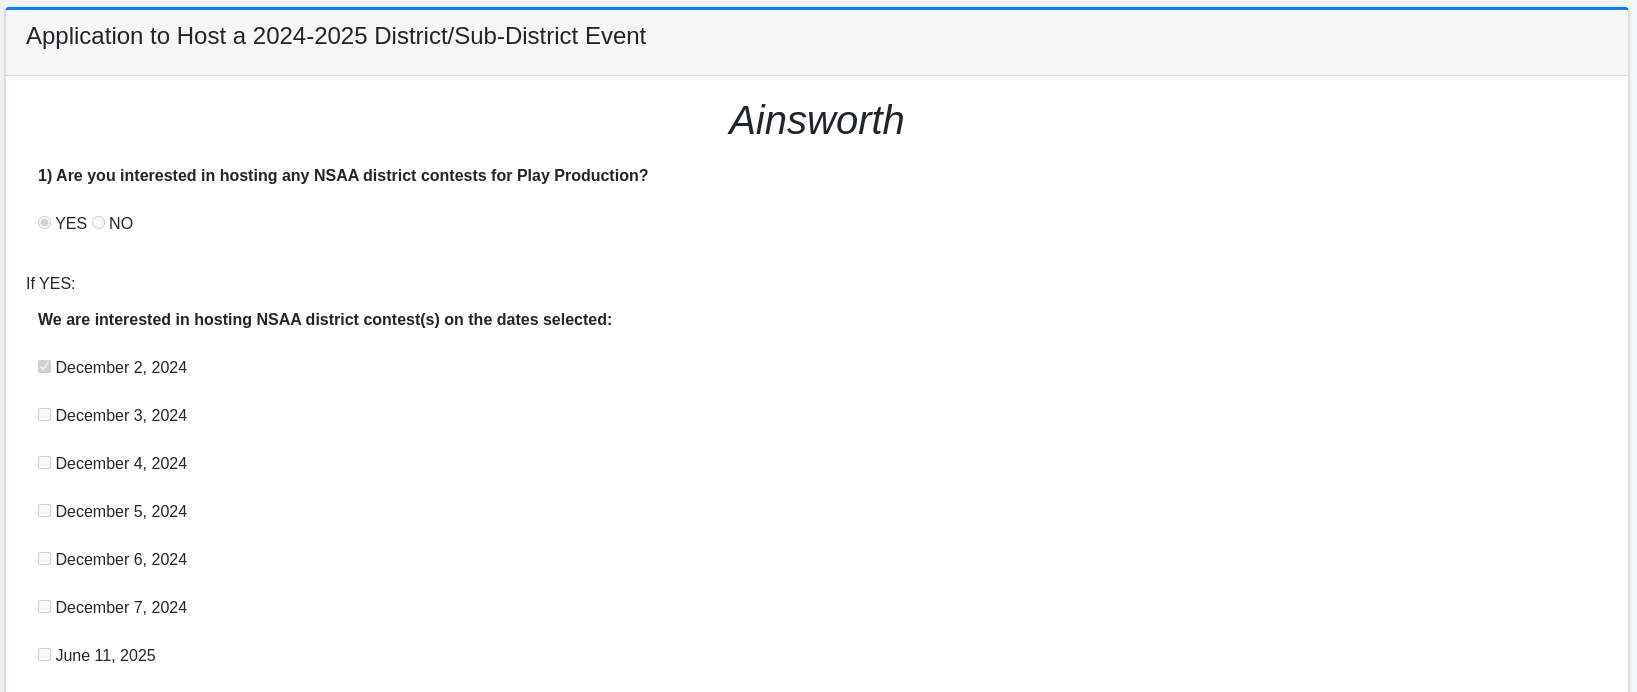 Application to Host a 2024-2025 District/Sub-District Event
Ainsworth
1) Are you interested in hosting any NSAA district contests for Play Production?
YES NO
If YES:
We are interested in hosting NSAA district contest(s) on the dates selected:
December 2, 2024
December 3, 2024
December 4, 2024
December 5, 2024
December 6, 2024
December 7, 2024
June 11, 2025